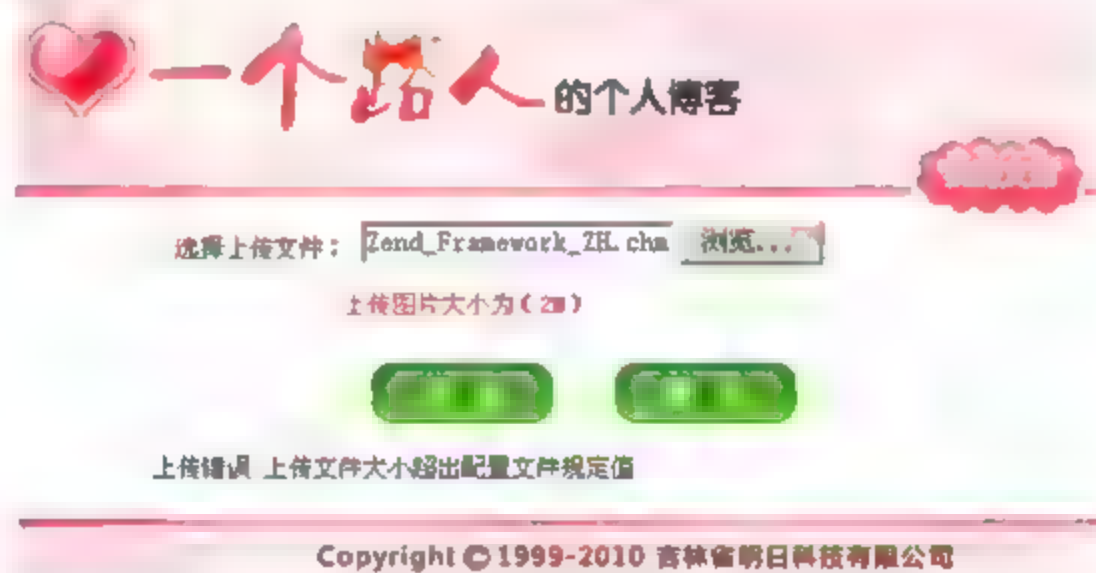 一个路人的个人博客
选择上传文件： Zend_Framework_ZH.chm 浏览...
上传图片大小为(2M)
上传错误 上传文件大小超出配置文件规定值
Copyright © 1999-2010 吉林省明日科技有限公司